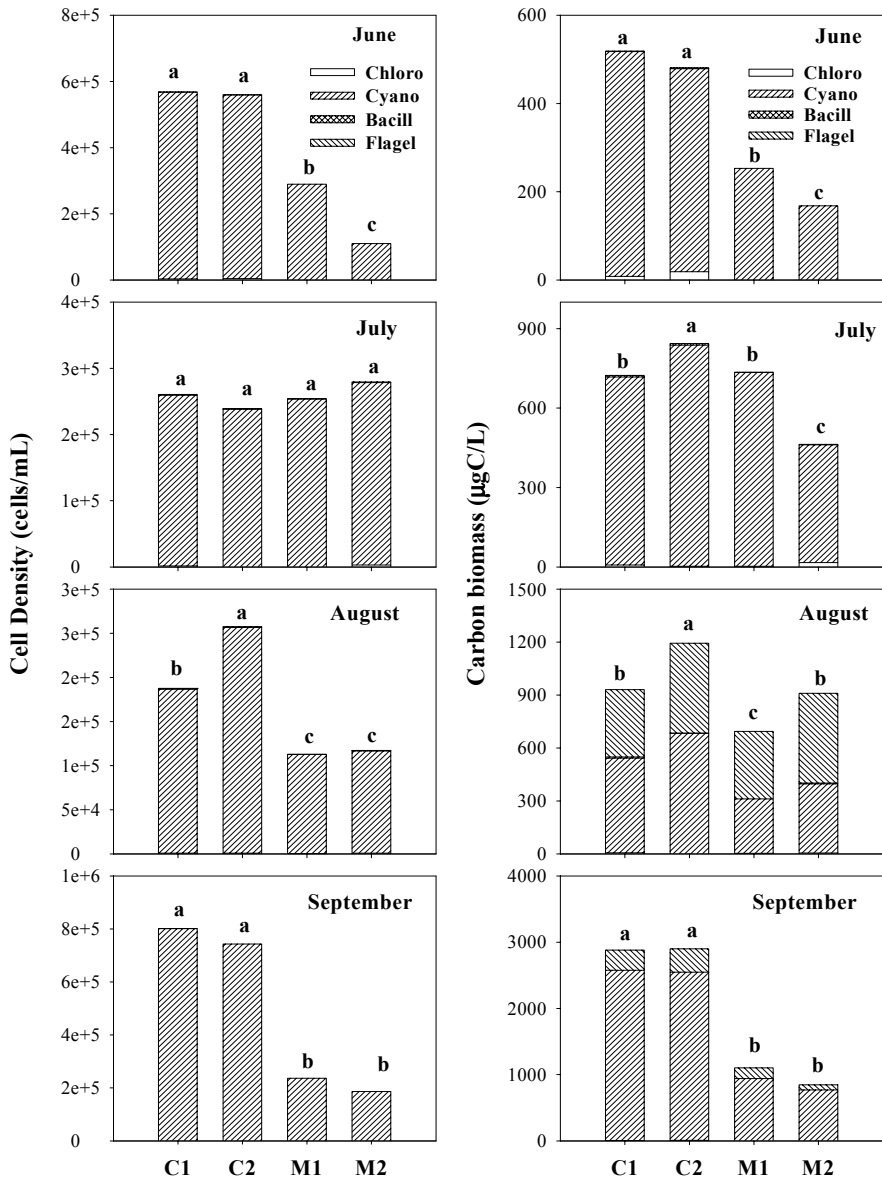 Cell Density (cells/mL)
8e+5
6e+5
4e+5
2e+5
0
June
a
a
b
c
Chloro
Cyano
Bacill
Flagel
4e+5
3e+5
2e+5
1e+5
0
July
a
a
a
a
3e+5
3e+5
2e+5
2e+5
1e+5
5e+4
0
August
b
a
c
c
1e+6
8e+5
6e+5
4e+5
2e+5
0
September
a
a
b
b
C1 C2 M1 M2
Carbon biomass (µgC/L)
600
400
200
0
June
a
a
b
c
Chloro
Cyano
Bacill
Flagel
900
600
300
0
July
b
a
b
c
1500
1200
900
600
300
0
August
b
a
c
b
4000
3000
2000
1000
0
September
a
a
b
b
C1 C2 M1 M2